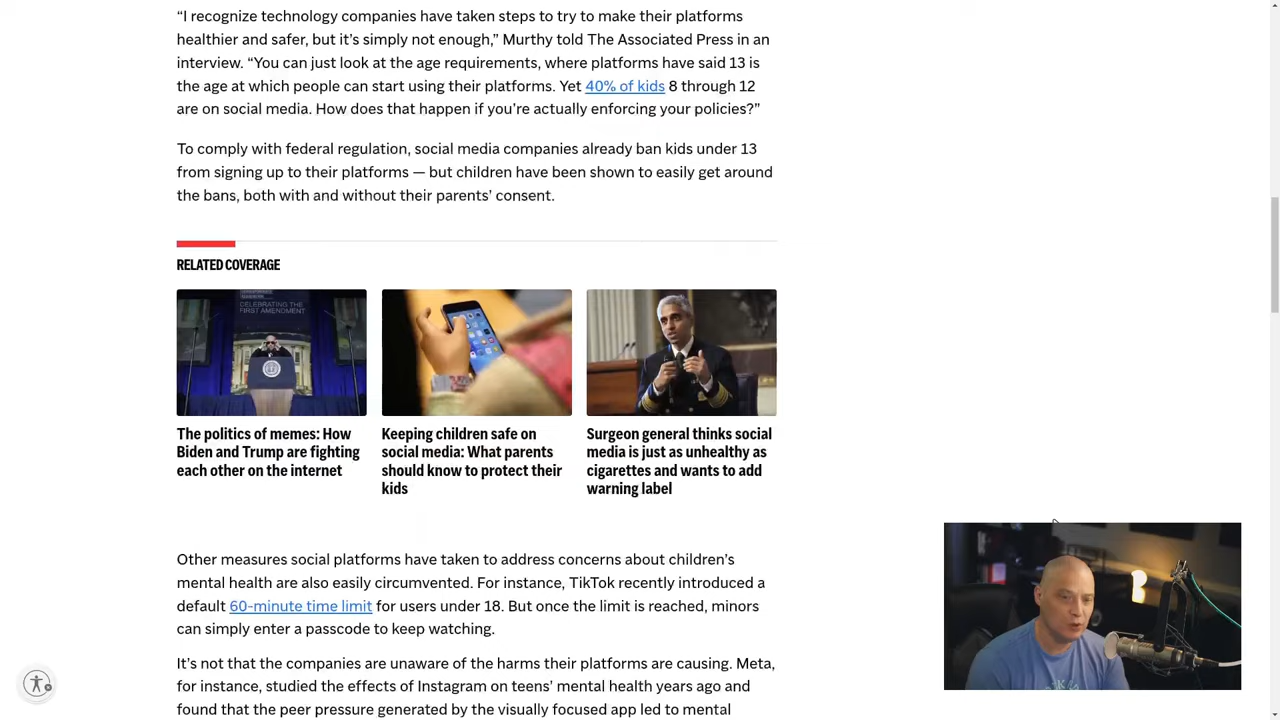 “I recognize technology companies have taken steps to try to make their platforms
healthier and safer, but it’s simply not enough,” Murthy told The Associated Press in an
interview. “You can just look at the age requirements, where platforms have said 13 is
the age at which people can start using their platforms. Yet 40% of kids 8 through 12
are on social media. How does that happen if you’re actually enforcing your policies?”
To comply with federal regulation, social media companies already ban kids under 13
from signing up to their platforms — but children have been shown to easily get around
the bans, both with and without their parents’ consent.
RELATED COVERAGE
CELEBRATING THE
FIRST AMENDMENT
The politics of memes: How
Biden and Trump are fighting
each other on the internet
Keeping children safe on
social media: What parents
should know to protect their
kids
Surgeon general thinks social
media is just as unhealthy as
cigarettes and wants to add
warning label
Other measures social platforms have taken to address concerns about children’s
mental health are also easily circumvented. For instance, TikTok recently introduced a
default 60-minute time limit for users under 18. But once the limit is reached, minors
can simply enter a passcode to keep watching.
It’s not that the companies are unaware of the harms their platforms are causing. Meta,
for instance, studied the effects of Instagram on teens’ mental health years ago and
found that the peer pressure generated by the visually focused app led to mental